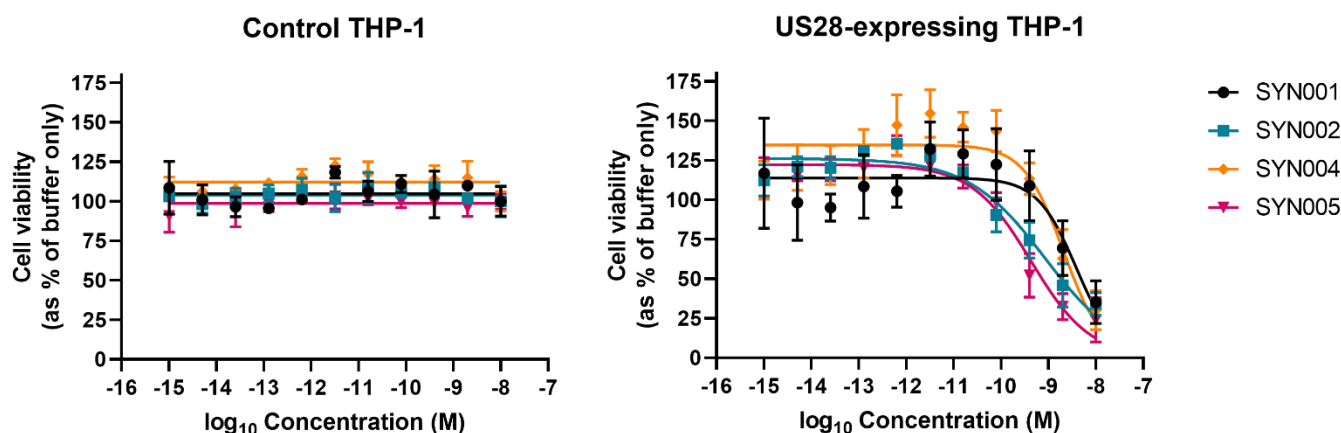 Control THP-1
Cell viability
(as % of buffer only)
175
150
125
100
75
50
25
0
-16 -15 -14 -13 -12 -11 -10 -9 -8 -7
log10 Concentration (M)
US28-expressing THP-1
Cell viability
(as % of buffer only)
175
150
125
100
75
50
25
0
-16 -15 -14 -13 -12 -11 -10 -9 -8 -7
log10 Concentration (M)
SYN001
SYN002
SYN004
SYN005